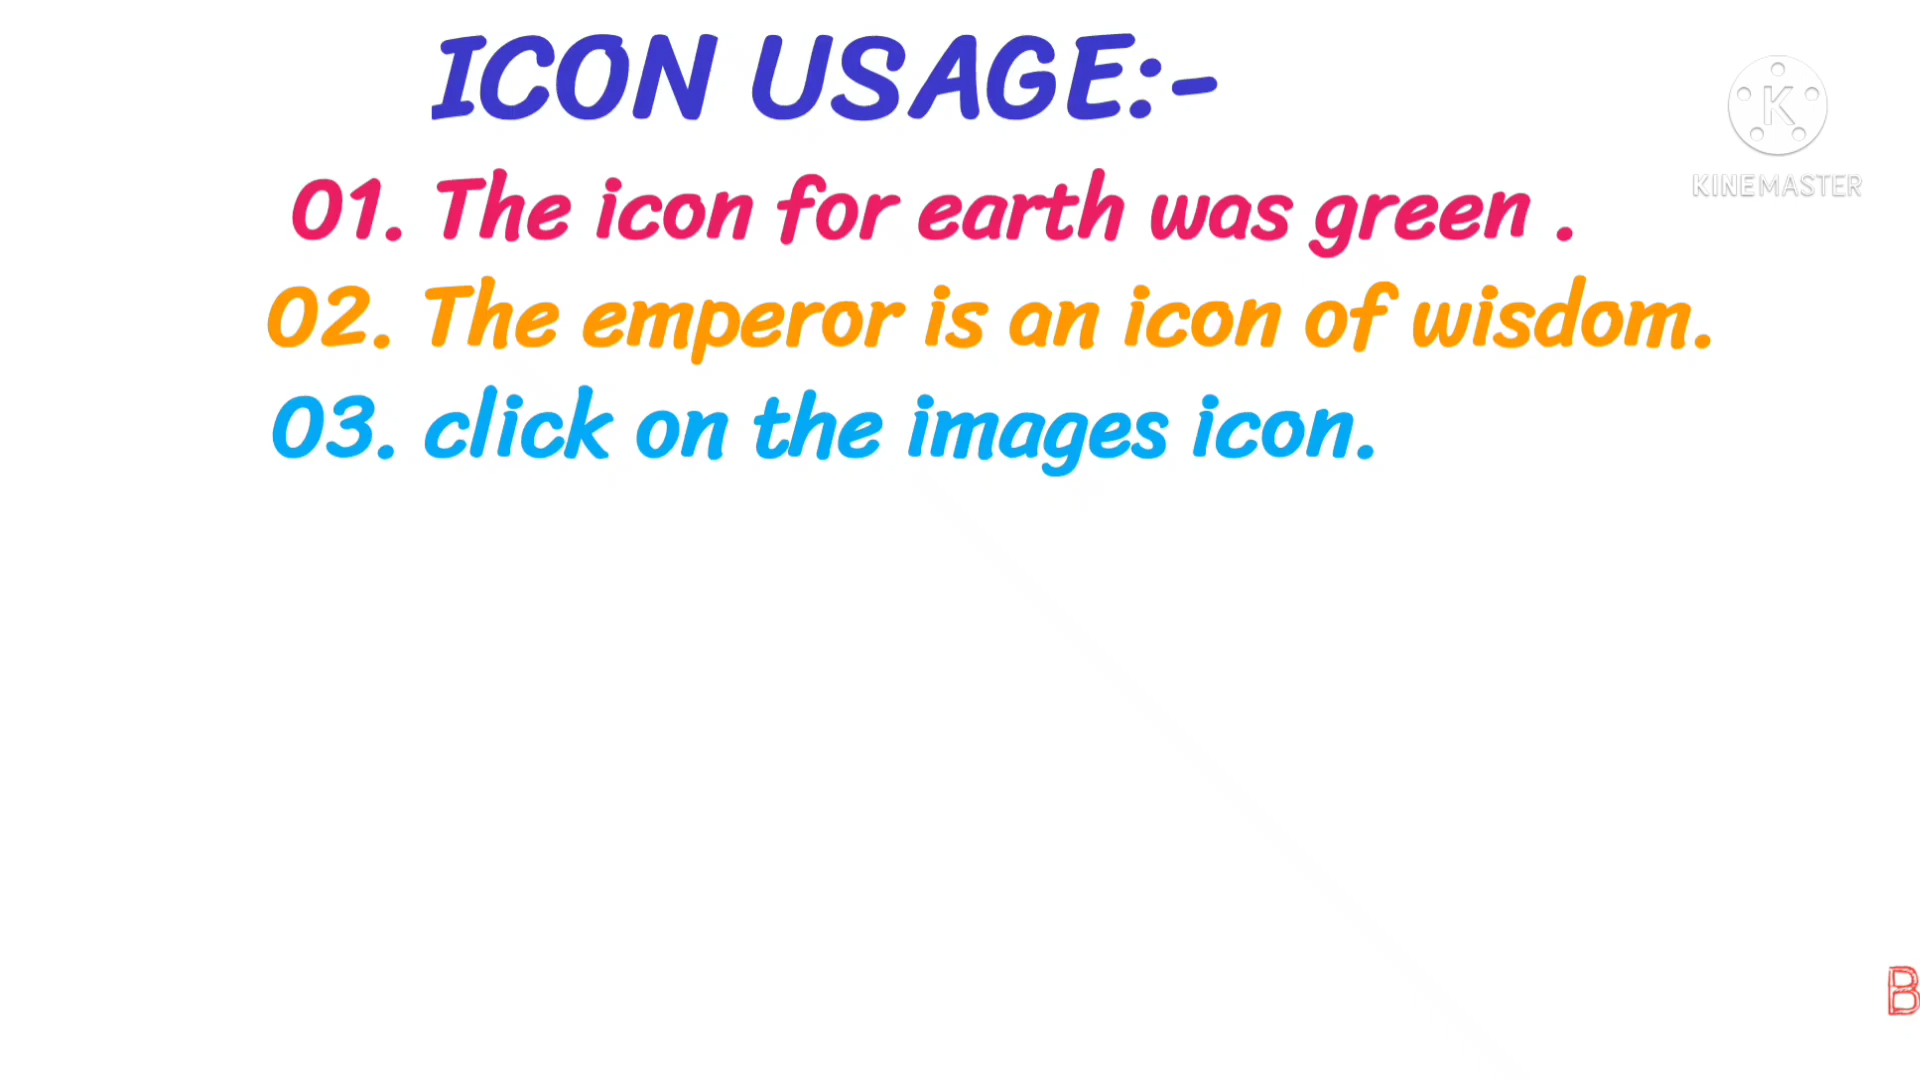 ICON USAGE:-
01. The icon for earth was green .
02. The emperor is an icon of wisdom.
03. click on the images icon.
K
KINEMASTER
B